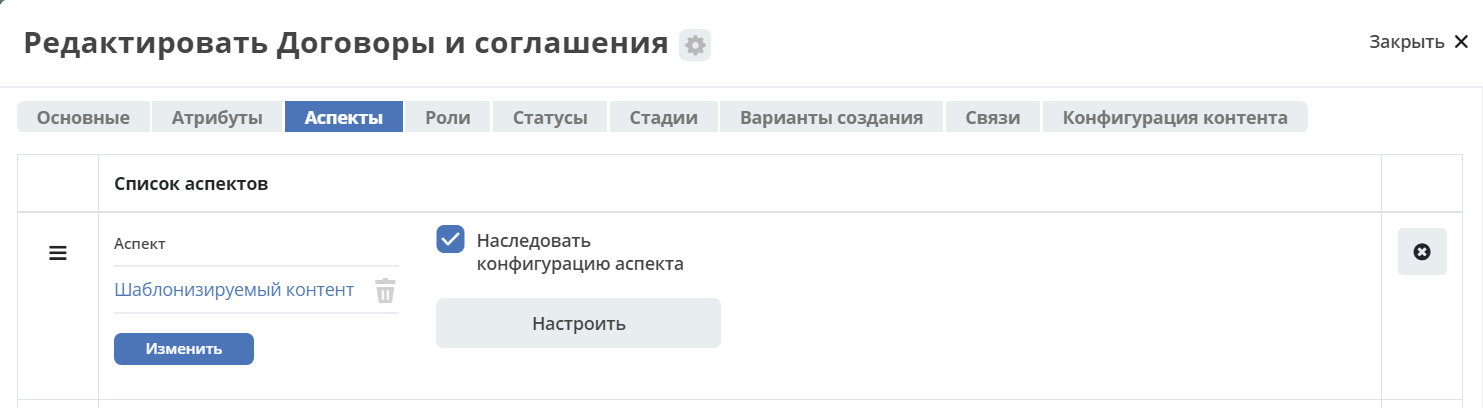 Редактировать Договоры и соглашения
Закрыть
Основные Атрибуты Аспекты Роли Статусы Стадии Варианты создания Связи Конфигурация контента
Список аспектов
Аспект
Шаблонизируемый контент
Изменить
Наследовать
конфигурацию аспекта
Настроить